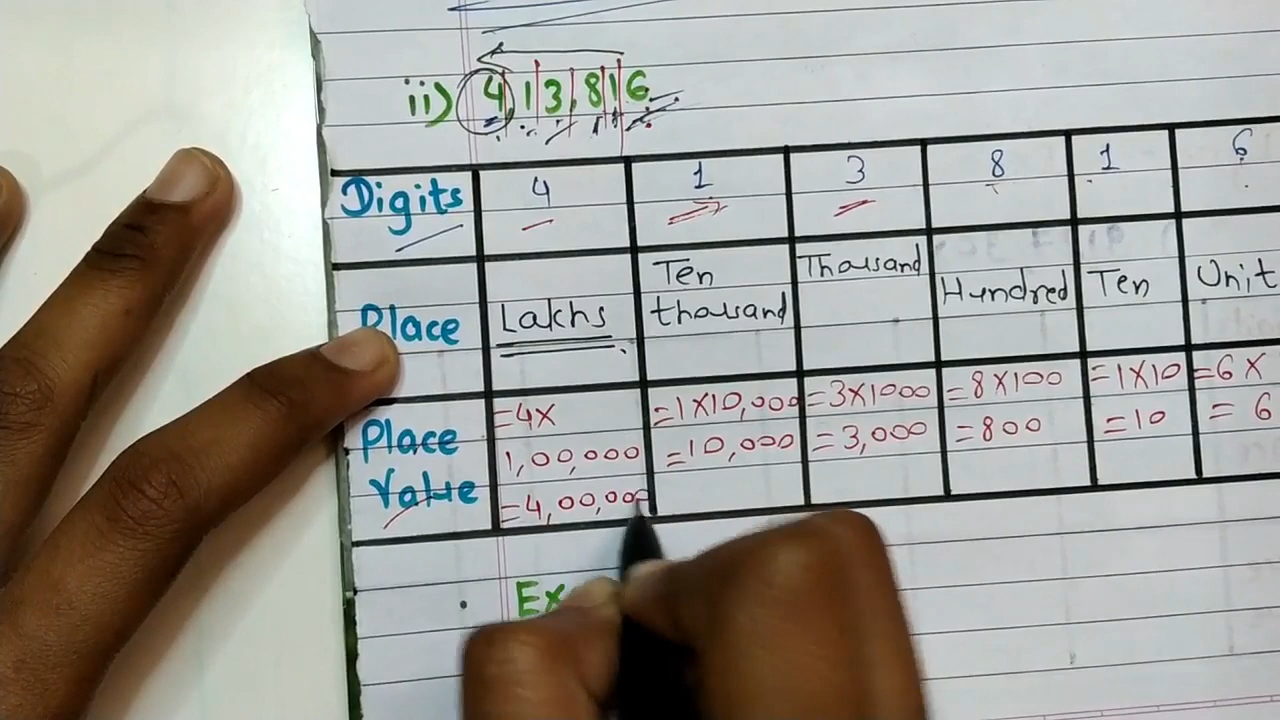 ii) 413,816
Digits 4 1 3 8 1 6
Place Lakhs Ten thousand Thousand Hundred Ten Unit
Place Value =4X 1,00,000 =4,00,000 =1X10,000 =10,000 =3X1000 =3,000 =8X100 =800 =1X10 =10 =6X =6
Ex